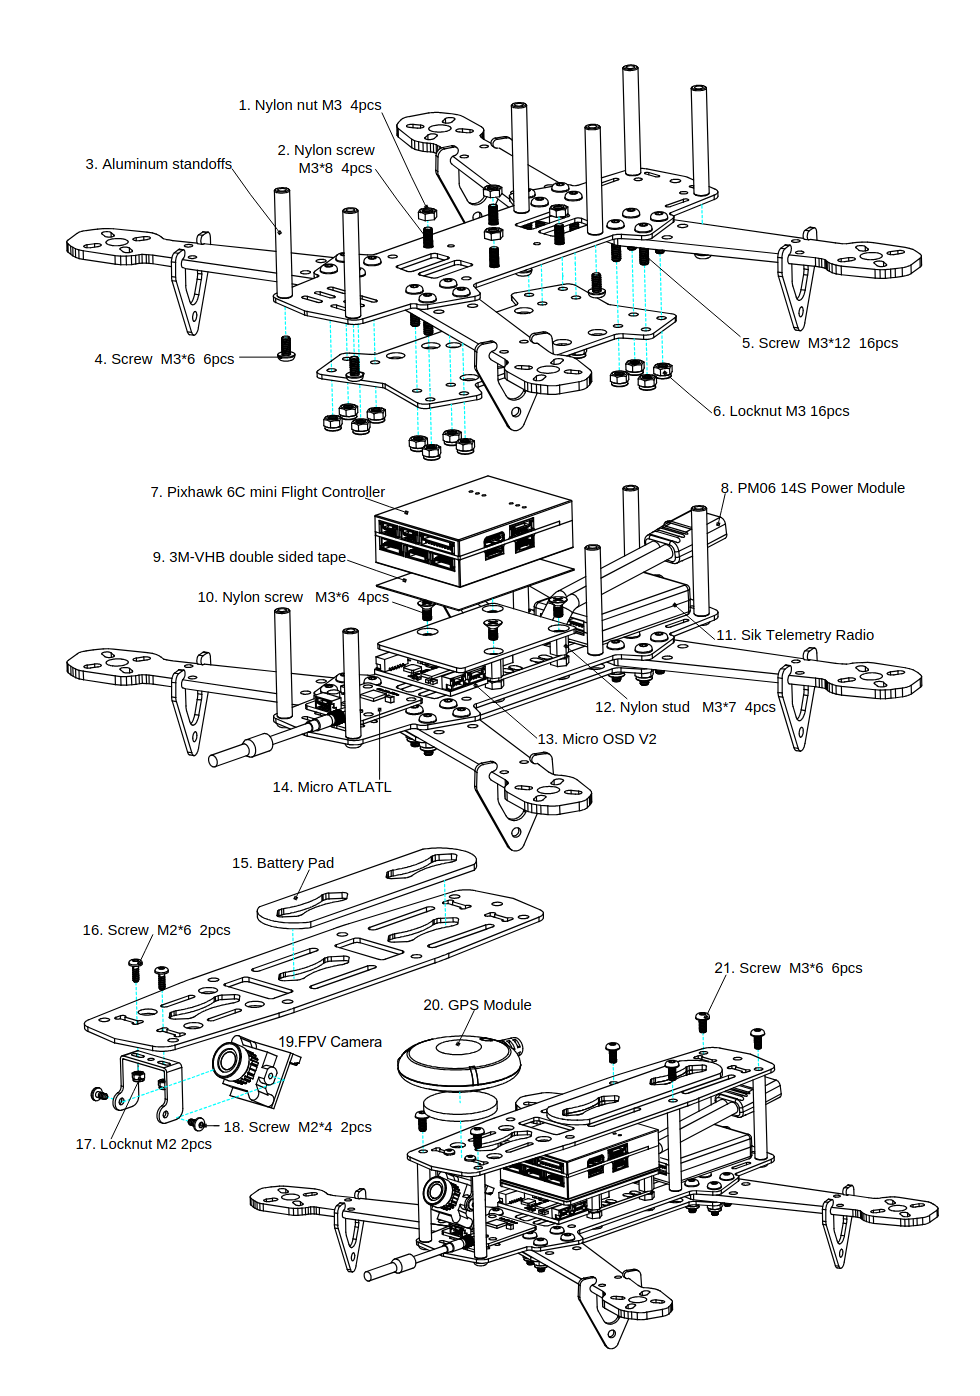 1. Nylon nut M3  4pcs
2. Nylon screw
M3*8  4pcs
3. Aluminum standoffs
4. Screw  M3*6  6pcs
5. Screw  M3*12  16pcs
6. Locknut M3 16pcs
7. Pixhawk 6C mini Flight Controller
8. PM06 14S Power Module
9. 3M-VHB double sided tape
10. Nylon screw   M3*6  4pcs
11. Sik Telemetry Radio
12. Nylon stud   M3*7  4pcs
13. Micro OSD V2
14. Micro ATLATL
15. Battery Pad
16. Screw  M2*6  2pcs
21. Screw  M3*6  6pcs
20. GPS Module
19.FPV Camera
18. Screw  M2*4  2pcs
17. Locknut M2 2pcs